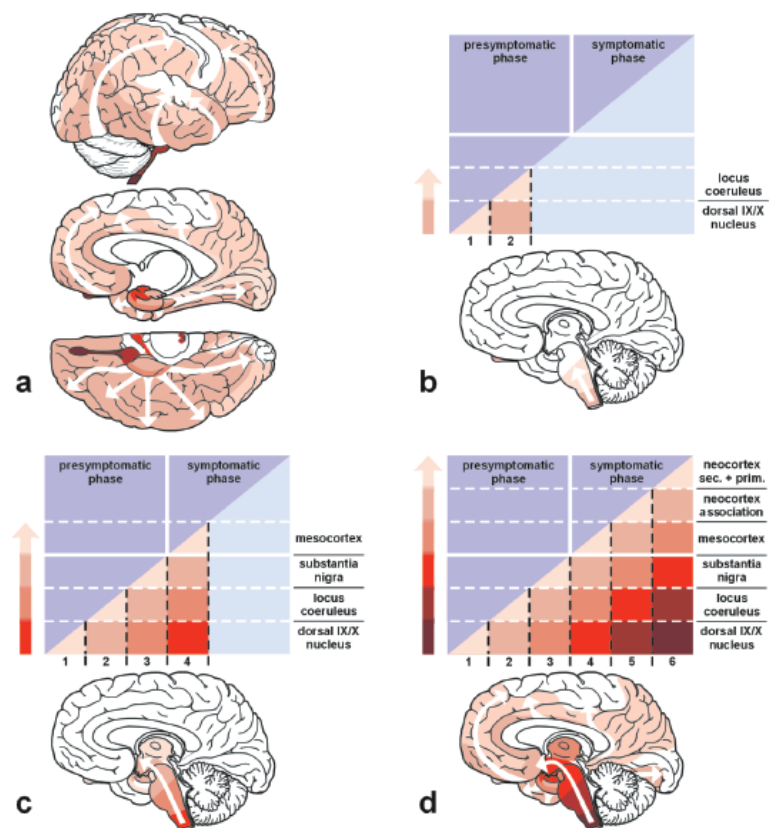 a
presymptomatic
phase
symptomatic
phase
locus
coeruleus
dorsal IX/X
nucleus
1 2
b
presymptomatic
phase
symptomatic
phase
mesocortex
substantia
nigra
locus
coeruleus
dorsal IX/X
nucleus
1 2 3 4
c
presymptomatic
phase
symptomatic
phase
neocortex
sec. + prim.
neocortex
association
mesocortex
substantia
nigra
locus
coeruleus
dorsal IX/X
nucleus
1 2 3 4 5 6
d